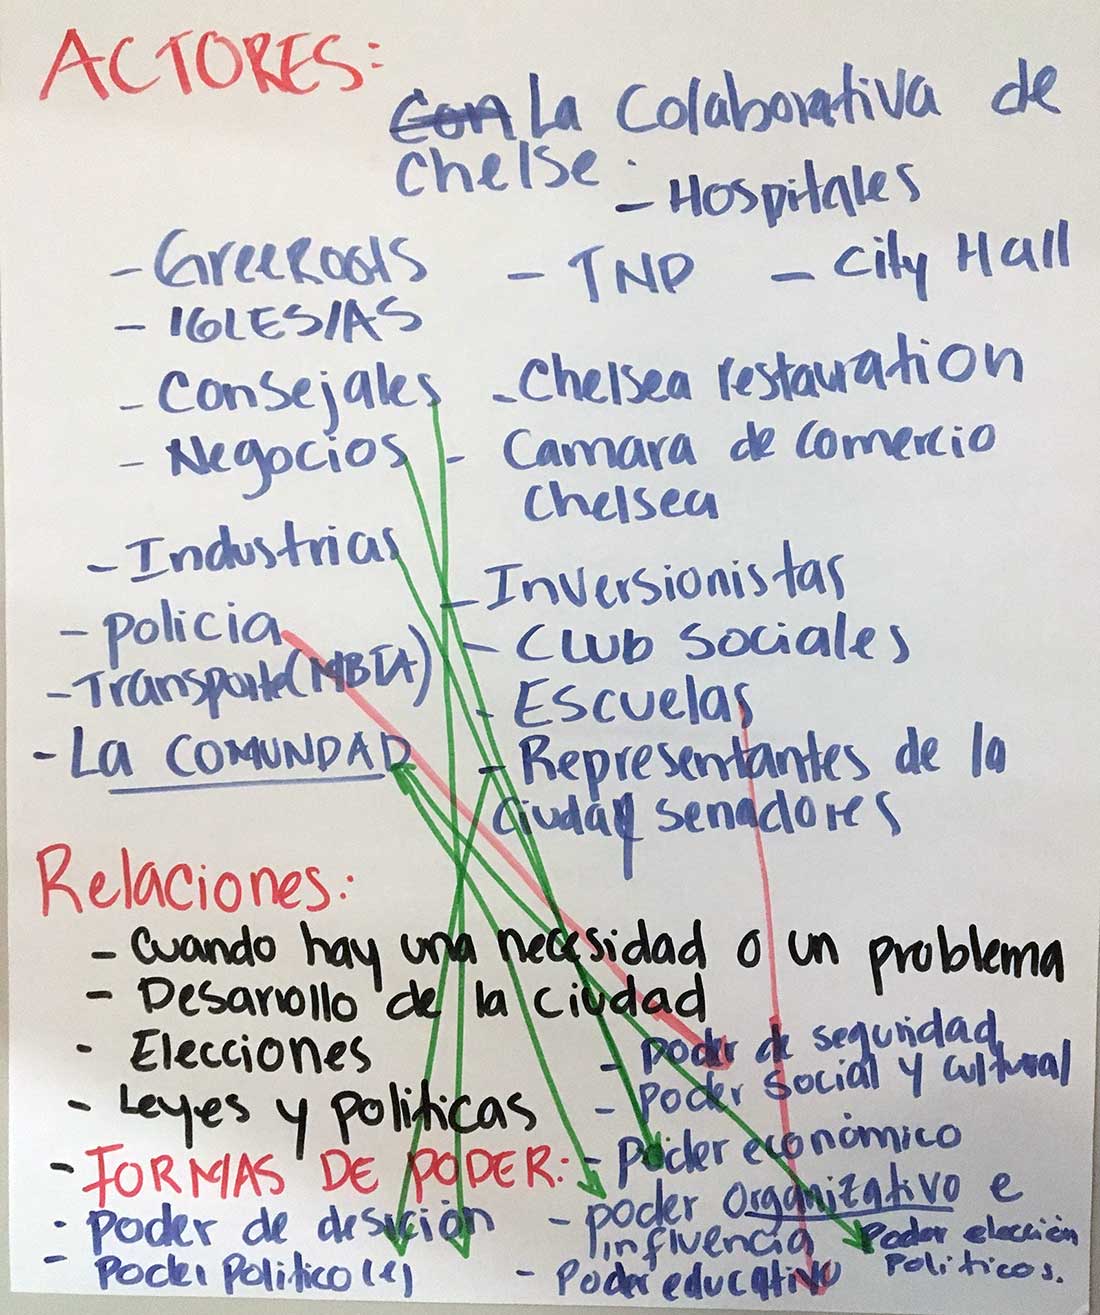 ACTORES:
Con La Colaborativa de
Chelse.
- Hospitales
- GreeRoots - TND - City Hall
- IGLESIAS
- Consejales - Chelsea restauration
- Negocios - Camara de Comercio
Chelsea
- Industrias - Inversionistas
- policia - Club Sociales
- Transporte (MBTA) - Escuelas
- La COMUNDAD - Representantes de la
Ciudad y senadores
Relaciones:
- Cuando hay una necesidad o un problema
- Desarrollo de la Ciudad
- Elecciones
- Leyes y politicas
- poder de seguridad
- poder Social y cultural
- FORMAS DE PODER: - poder económico
- poder de desición
- Poder Politico
- poder Organizativo e
influencia
- Poder educativo
Poder elección
Politicos.